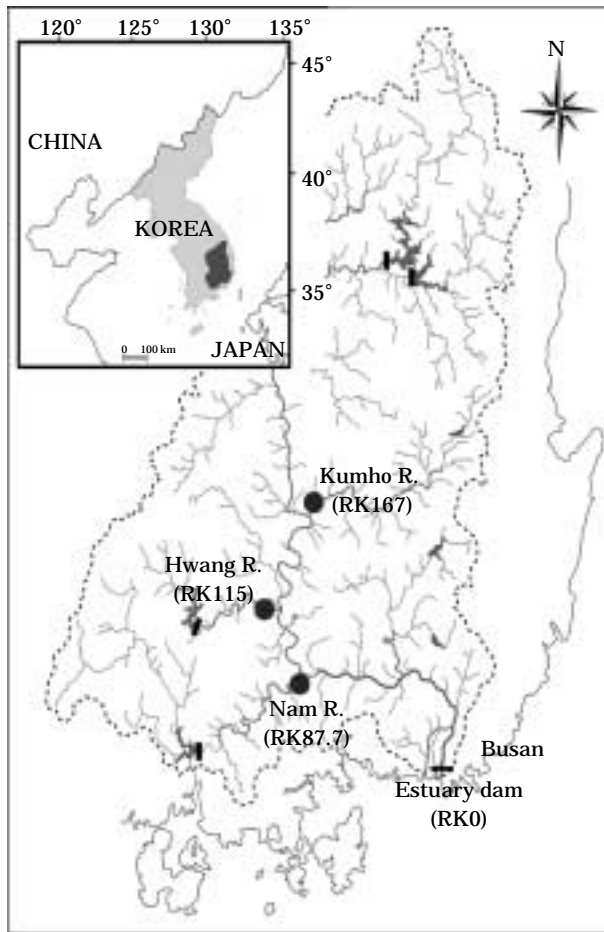 120° 125° 130° 135°
45°
N
CHINA
40°
KOREA
35°
0 100 km
JAPAN
Kumho R.
(RK167)
Hwang R.
(RK115)
Nam R.
(RK87.7)
Busan
Estuary dam
(RK0)